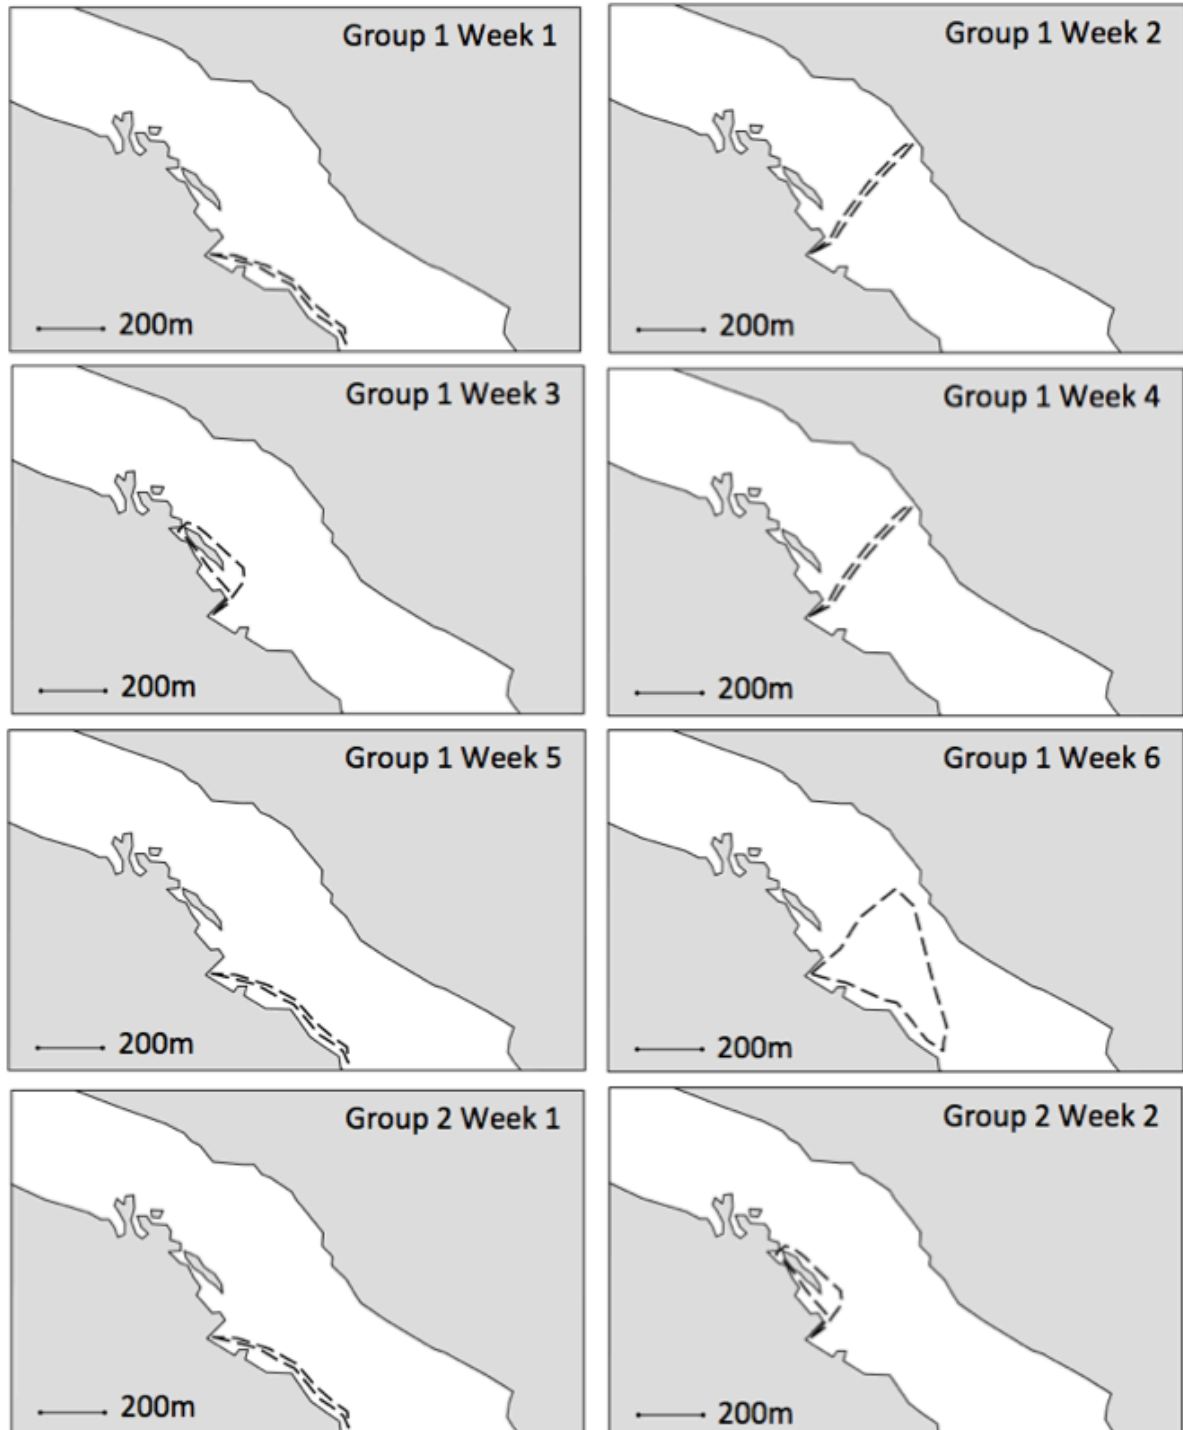 Group 1 Week 1
200m
Group 1 Week 2
200m
Group 1 Week 3
200m
Group 1 Week 4
200m
Group 1 Week 5
200m
Group 1 Week 6
200m
Group 2 Week 1
200m
Group 2 Week 2
200m